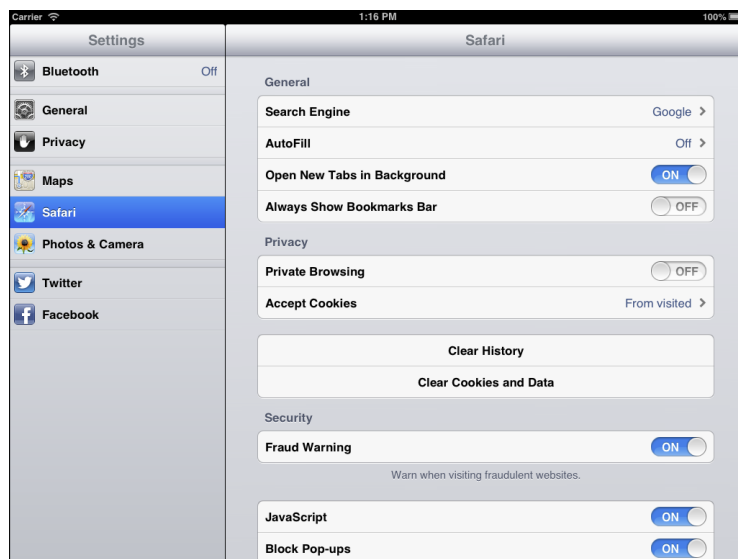 Carrier 1:16 PM 100%
Settings
Bluetooth Off
General
Privacy
Maps
Safari
Photos & Camera
Twitter
Facebook
Safari
General
Search Engine Google
AutoFill Off
Open New Tabs in Background ON
Always Show Bookmarks Bar OFF
Privacy
Private Browsing OFF
Accept Cookies From visited
Clear History
Clear Cookies and Data
Security
Fraud Warning ON
Warn when visiting fraudulent websites.
JavaScript ON
Block Pop-ups ON